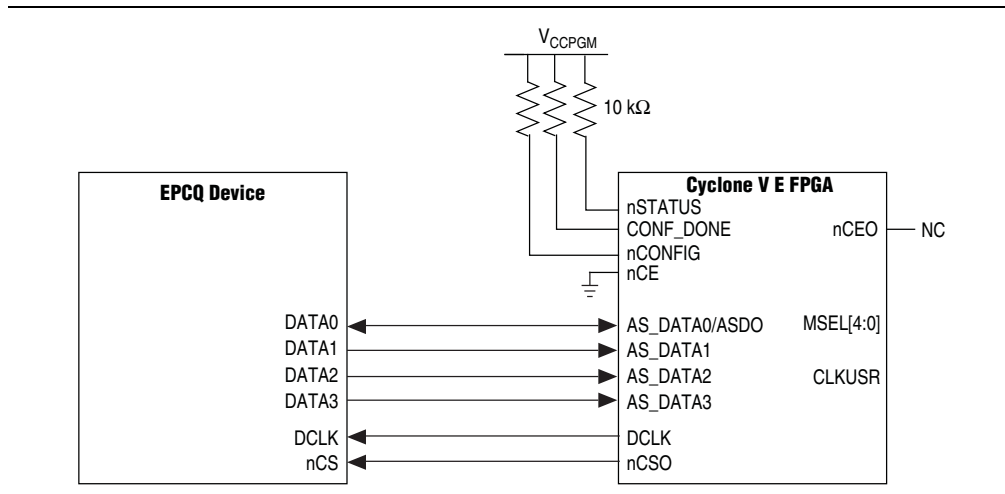 VCCPGM
10 kΩ
EPCQ Device
Cyclone V E FPGA
nSTATUS
CONF_DONE
nCEO
NC
nCONFIG
nCE
DATA0
AS_DATA0/ASDO
MSEL[4:0]
DATA1
AS_DATA1
DATA2
AS_DATA2
CLKUSR
DATA3
AS_DATA3
DCLK
DCLK
nCS
nCSO